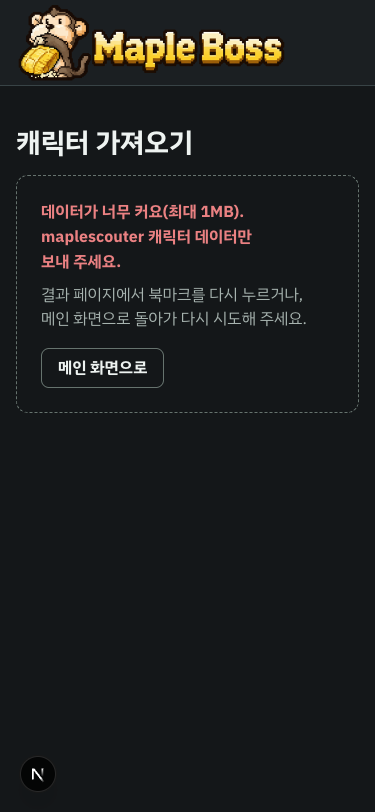 Maple Boss
캐릭터 가져오기
데이터가 너무 커요(최대 1MB).
maplescouter 캐릭터 데이터만
보내 주세요.
결과 페이지에서 북마크를 다시 누르거나,
메인 화면으로 돌아가 다시 시도해 주세요.
메인 화면으로
N